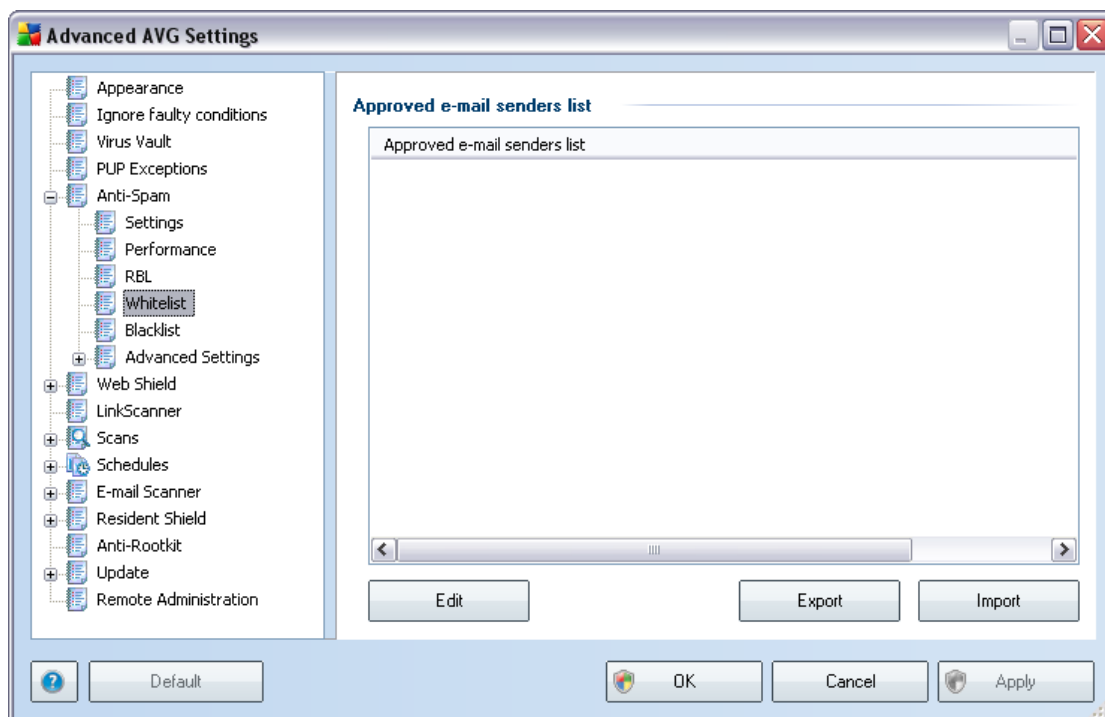 Advanced AVG Settings
Appearance
Ignore faulty conditions
Virus Vault
PUP Exceptions
Anti-Spam
Settings
Performance
RBL
Whitelist
Blacklist
Advanced Settings
Web Shield
LinkScanner
Scans
Schedules
E-mail Scanner
Resident Shield
Anti-Rootkit
Update
Remote Administration
Approved e-mail senders list
Approved e-mail senders list
Edit
Export
Import
Default
OK
Cancel
Apply